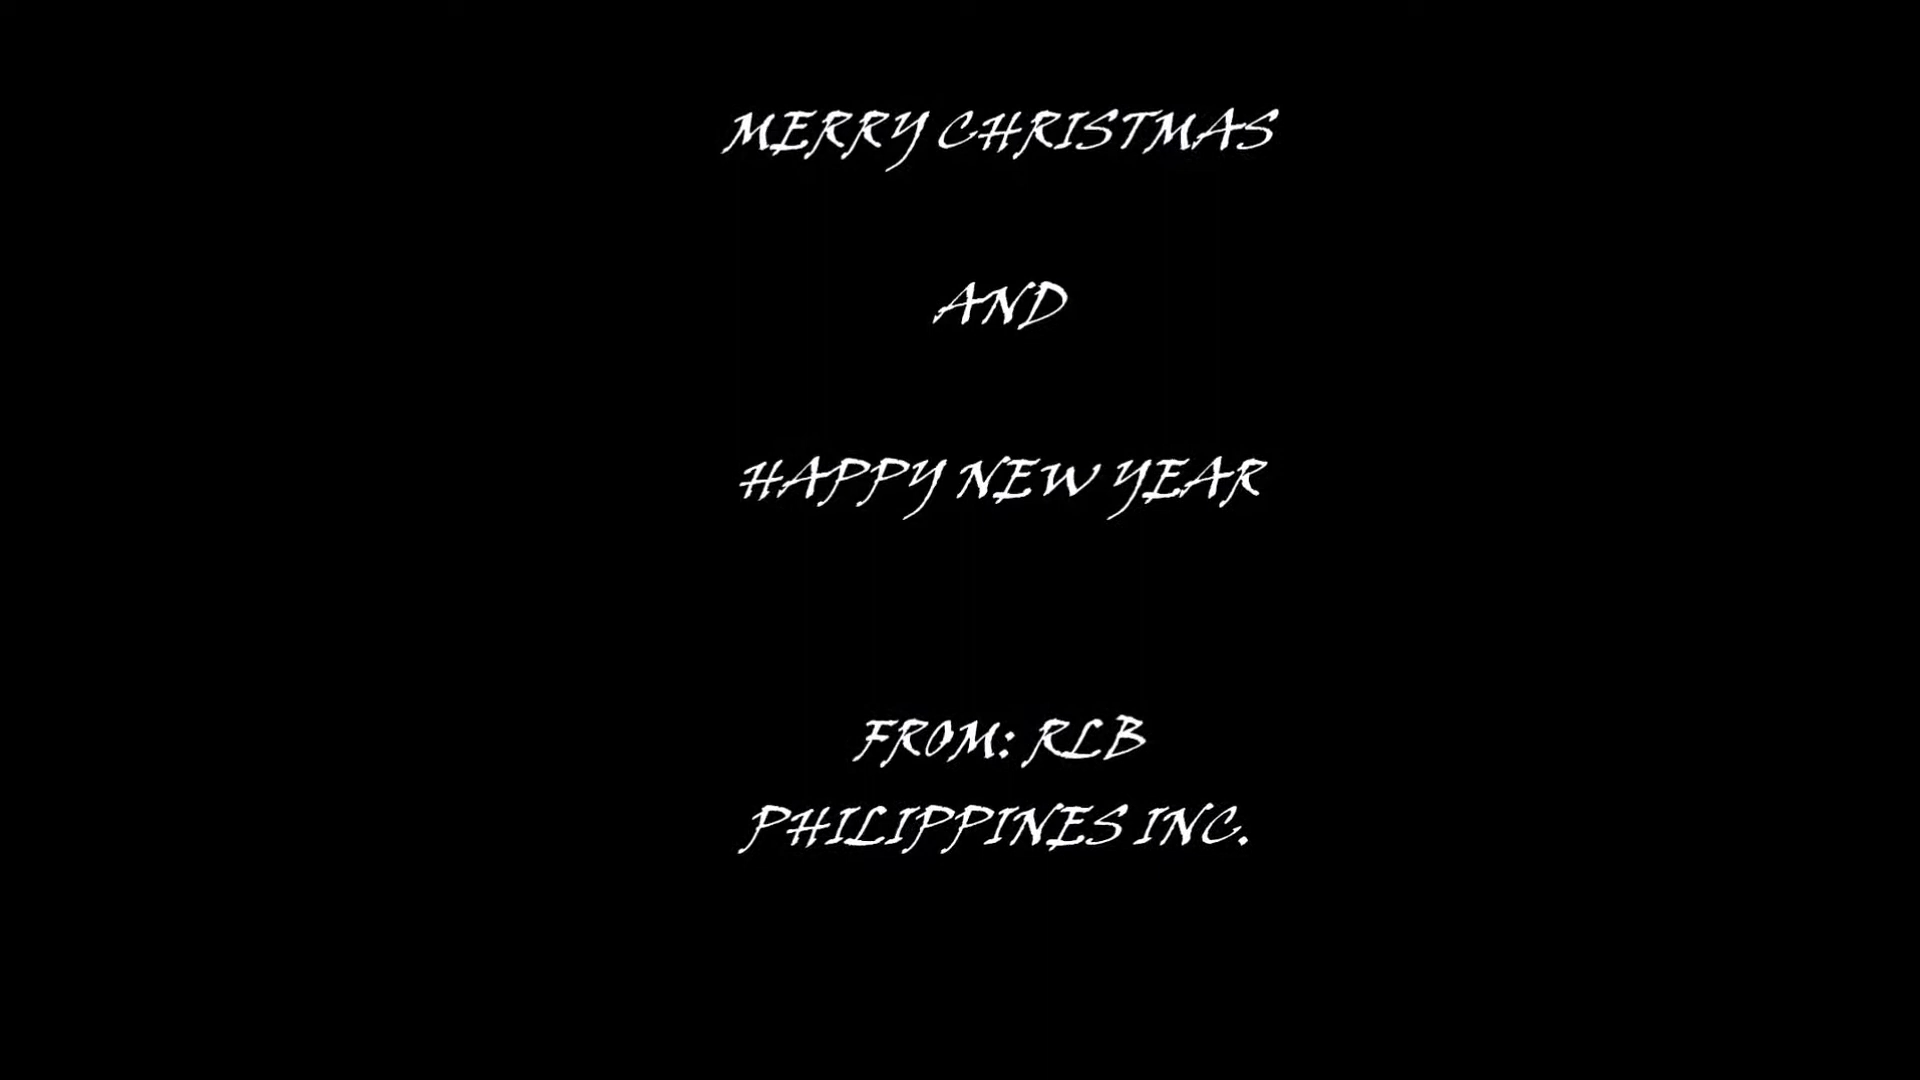 MERRY CHRISTMAS
AND
HAPPY NEW YEAR
FROM: RLB
PHILIPPINES INC.